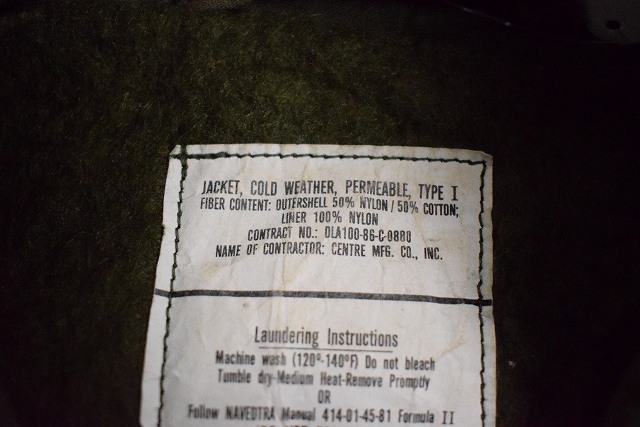 JACKET, COLD WEATHER, PERMEABLE, TYPE I
FIBER CONTENT: OUTERSHELL 50% NYLON / 50% COTTON;
LINER 100% NYLON
CONTRACT NO.: DLA100-86-C-0880
NAME OF CONTRACTOR: CENTRE MFG. CO., INC.
Laundering Instructions
Machine wash (120°-140°F) Do not bleach
Tumble dry-Medium Heat-Remove Promptly
OR
Follow NAVEDTRA Manual 414-01-45-81 Formula II